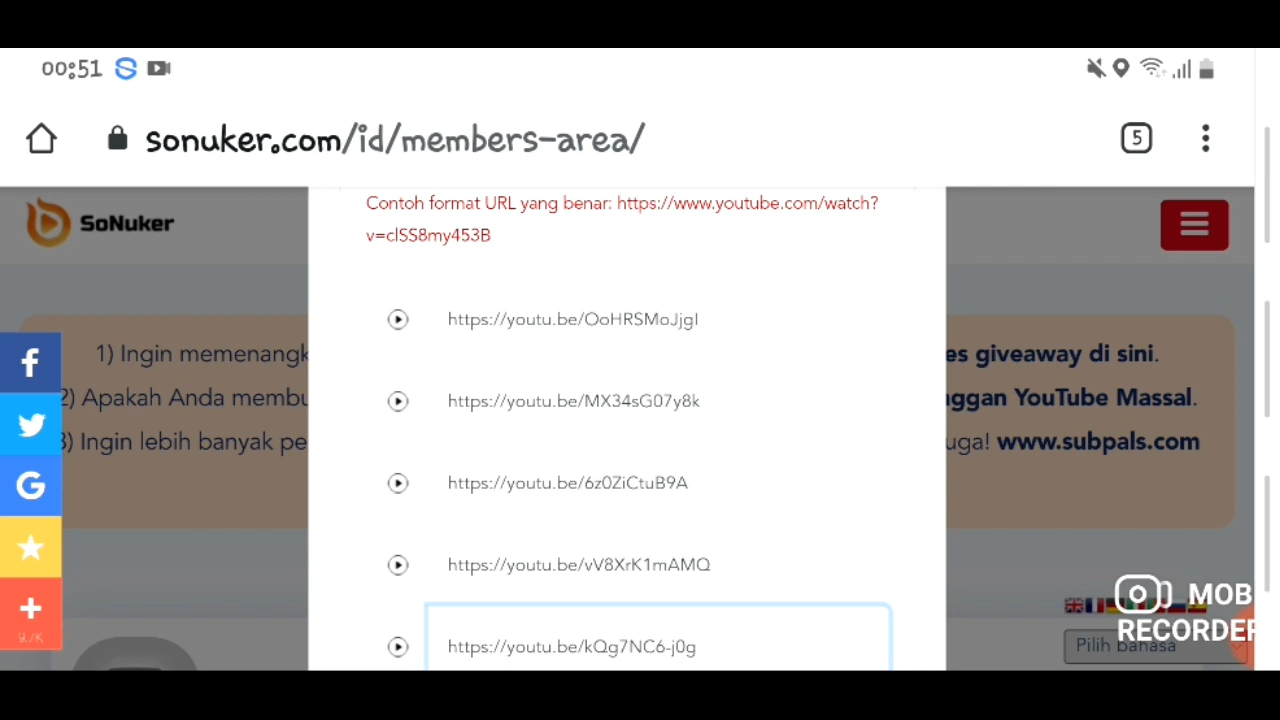 00:51
sonuker.com/id/members-area/
5
Contoh format URL yang benar: https://www.youtube.com/watch?
v=clSS8my453B
SoNuker
https://youtu.be/OoHRSMoJjgI
1) Ingin memenangk
es giveaway di sini.
2) Apakah Anda membu
https://youtu.be/MX34sG07y8k
nggan YouTube Massal.
3) Ingin lebih banyak pe
uga! www.subpals.com
https://youtu.be/6z0ZiCtuB9A
https://youtu.be/vV8XrK1mAMQ
https://youtu.be/kQg7NC6-j0g
MOB
RECORDER
Pilih bahasa